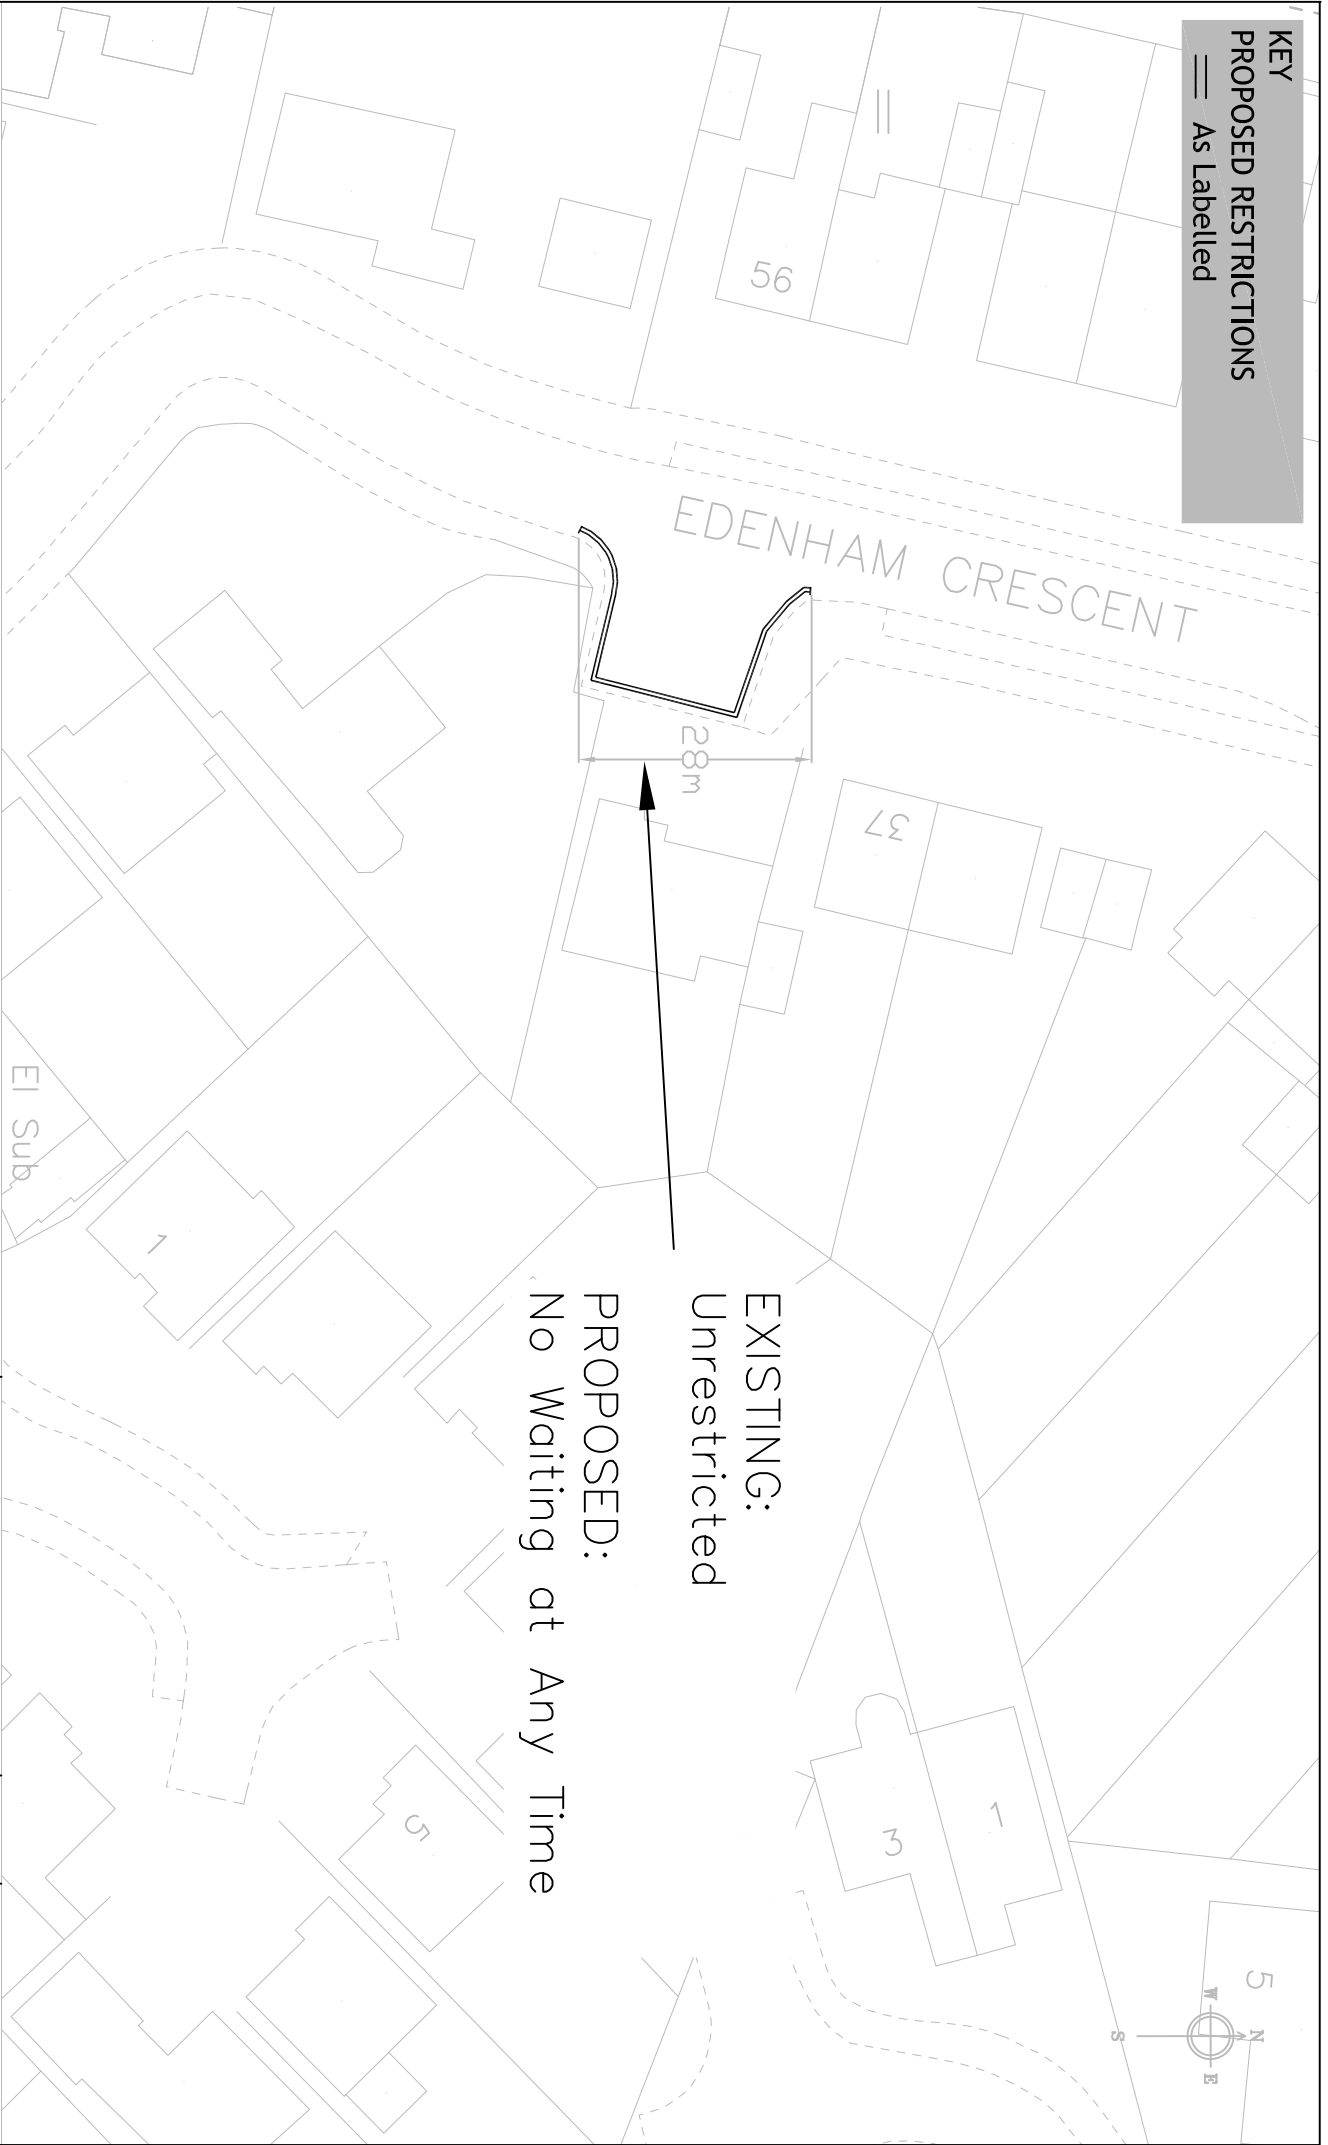 KEY
PROPOSED RESTRICTIONS
As Labelled
56
EDENHAM CRESCENT
28m
37
EXISTING:
Unrestricted
PROPOSED:
No Waiting at Any Time
El Sub
1
5
3
1
5
N
W
E
S